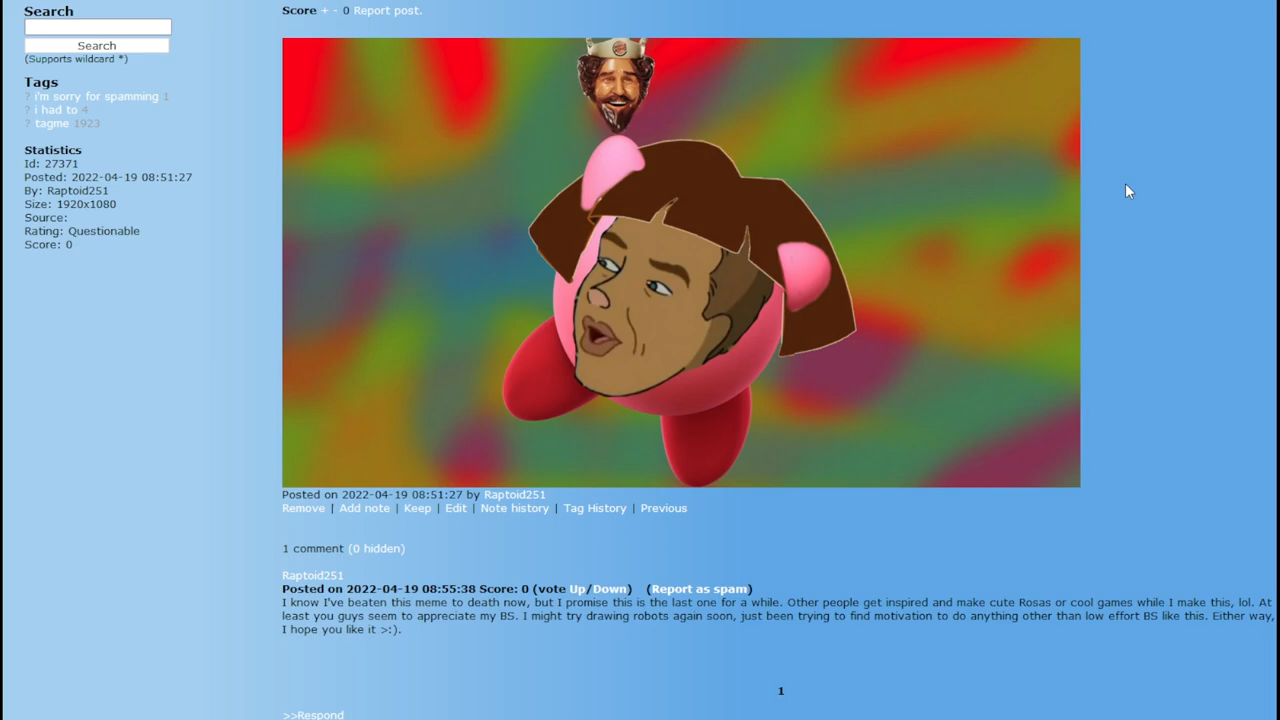 Search
Score + - 0 Report post.
Search
(Supports wildcard *)
Tags
? i'm sorry for spamming 1
? i had to 4
? tagme 1923
Statistics
Id: 27371
Posted: 2022-04-19 08:51:27
By: Raptoid251
Size: 1920x1080
Source:
Rating: Questionable
Score: 0
Posted on 2022-04-19 08:51:27 by Raptoid251
Remove | Add note | Keep | Edit | Note history | Tag History | Previous
1 comment (0 hidden)
Raptoid251
Posted on 2022-04-19 08:55:38 Score: 0 (vote Up/Down) (Report as spam)
I know I've beaten this meme to death now, but I promise this is the last one for a while. Other people get inspired and make cute Rosas or cool games while I make this, lol. At
least you guys seem to appreciate my BS. I might try drawing robots again soon, just been trying to find motivation to do anything other than low effort BS like this. Either way,
I hope you like it >:).
1
>>Respond